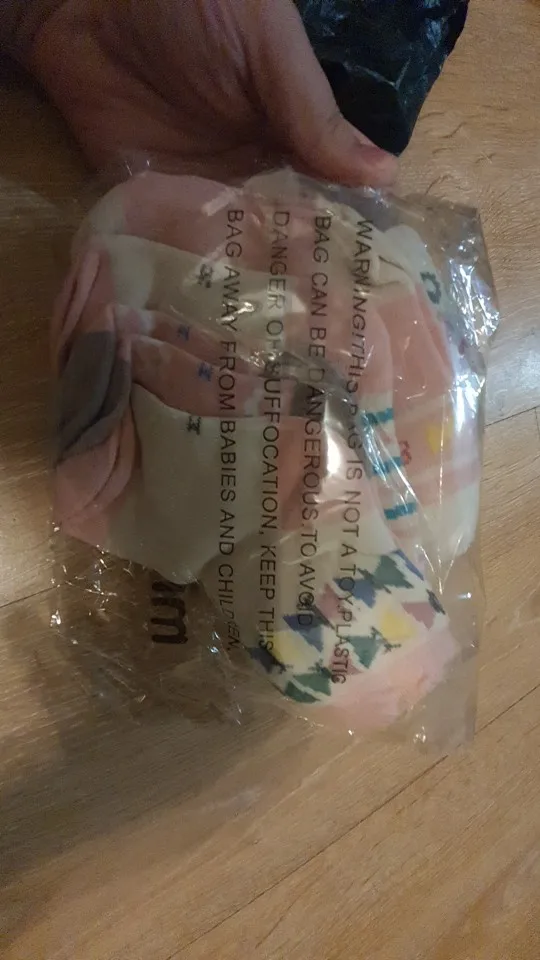 WARNING!THIS BAG IS NOT A TOY.PLASTIC
BAG CAN BE DANGEROUS.TO AVOID
DANGER OF SUFFOCATION, KEEP THIS
BAG AWAY FROM BABIES AND CHILDREN.